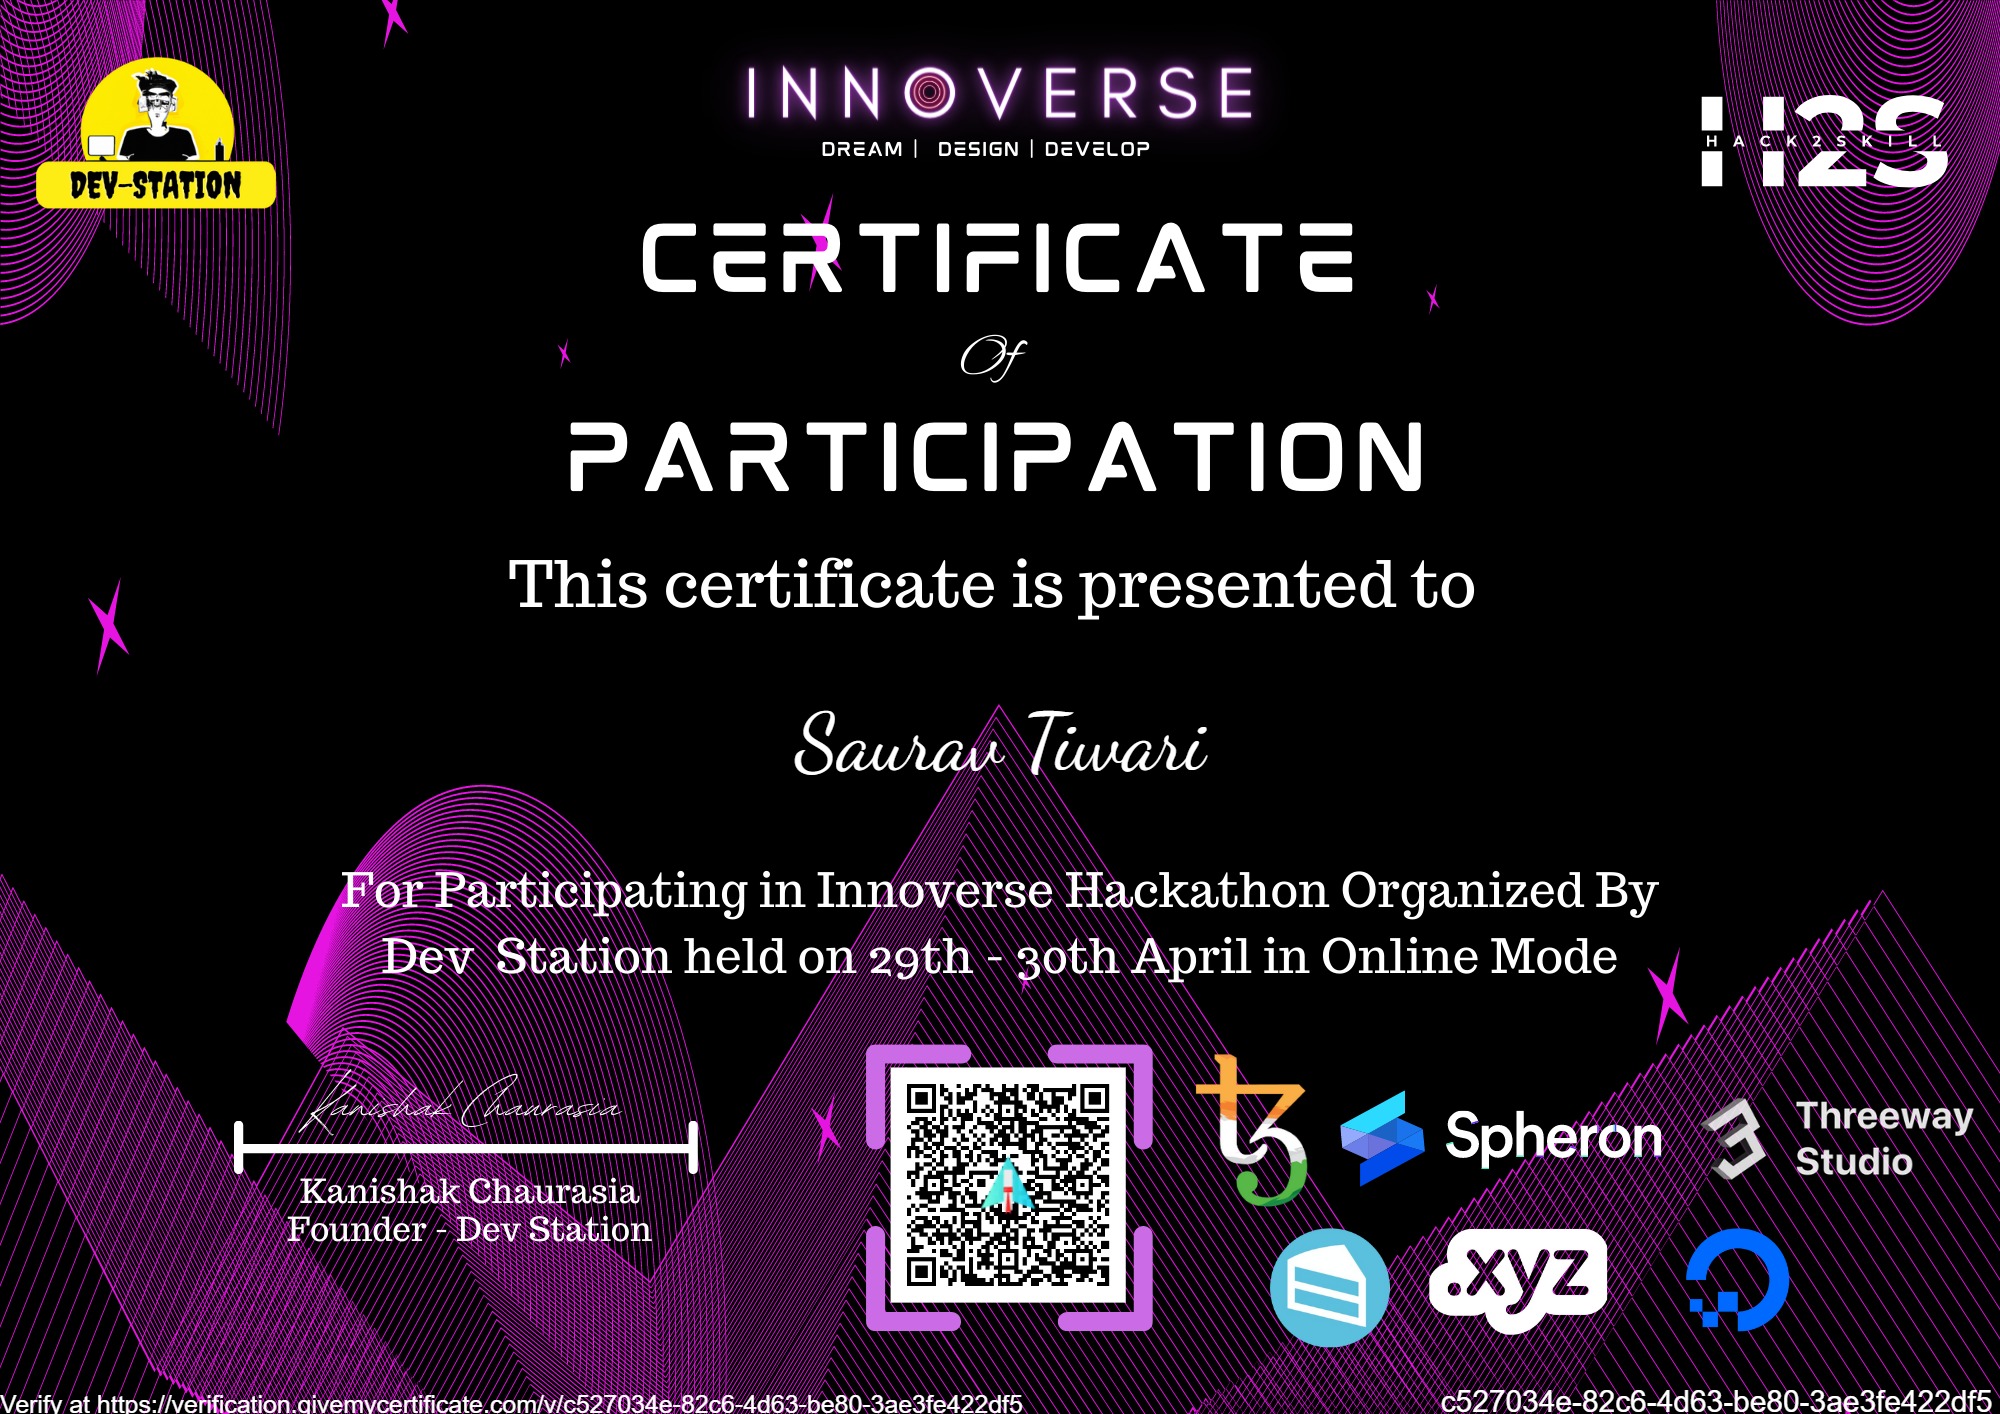 INNOVERSE
DREAM | DESIGN | DEVELOP
DEV-STATION
H2S
HACK2SKILL
CERTIFICATE
Of
PARTICIPATION
This certificate is presented to
Saurav Tiwari
For Participating in Innoverse Hackathon Organized By
Dev Station held on 29th - 30th April in Online Mode
Kanishak Chaurasia
Kanishak Chaurasia
Founder - Dev Station
Spheron
Threeway
Studio
.xyz
Verify at https://verification.givemycertificate.com/v/c527034e-82c6-4d63-be80-3ae3fe422df5
c527034e-82c6-4d63-be80-3ae3fe422df5